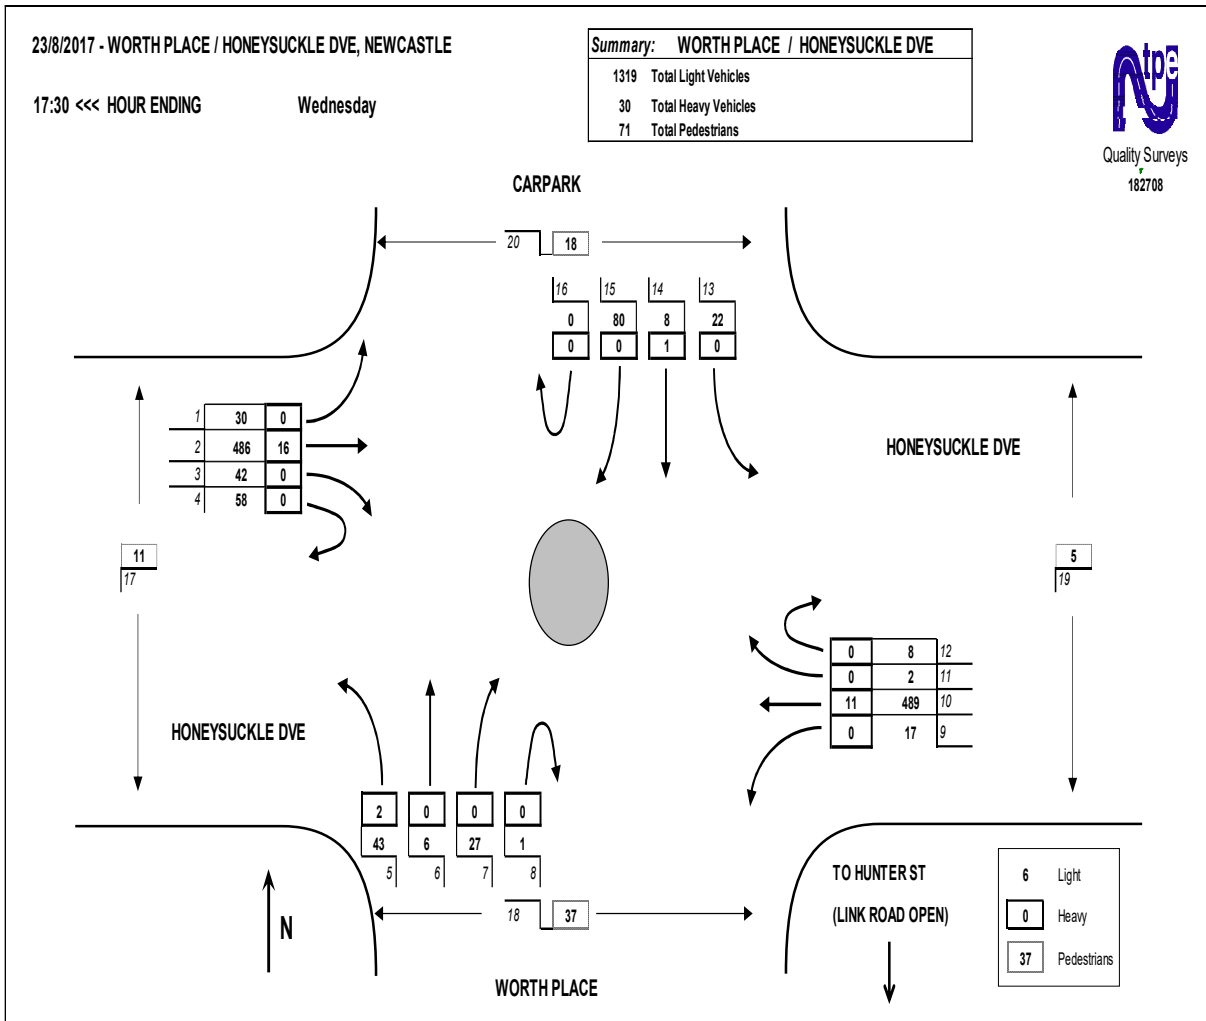 23/8/2017 - WORTH PLACE / HONEYSUCKLE DVE, NEWCASTLE
Summary: WORTH PLACE / HONEYSUCKLE DVE
1319 Total Light Vehicles
17:30 <<< HOUR ENDING Wednesday
30 Total Heavy Vehicles
71 Total Pedestrians
tpe
Quality Surveys
182708
CARPARK
20 18
16 15 14 13
0 80 8 22
0 0 1 0
1 30 0
2 486 16
3 42 0
4 58 0
HONEYSUCKLE DVE
11
17
5
19
0 8 12
0 2 11
11 489 10
0 17 9
HONEYSUCKLE DVE
2 0 0 0
43 6 27 1
5 6 7 8
18 37
N
WORTH PLACE
TO HUNTER ST
(LINK ROAD OPEN)
6 Light
0 Heavy
37 Pedestrians